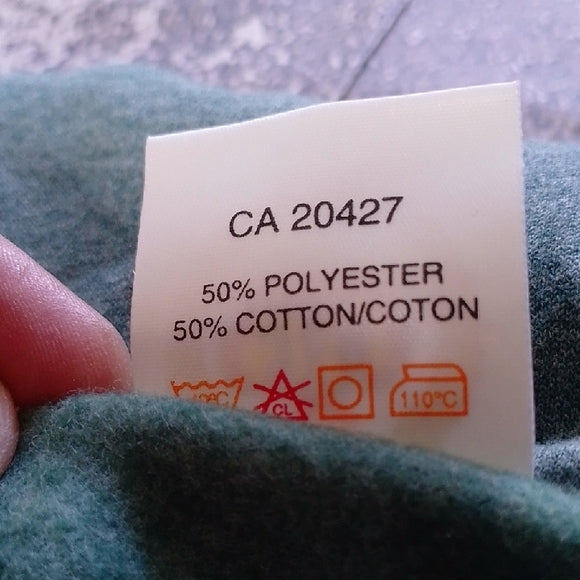 CA 20427
50% POLYESTER
50% COTTON/COTON
CL 110°C